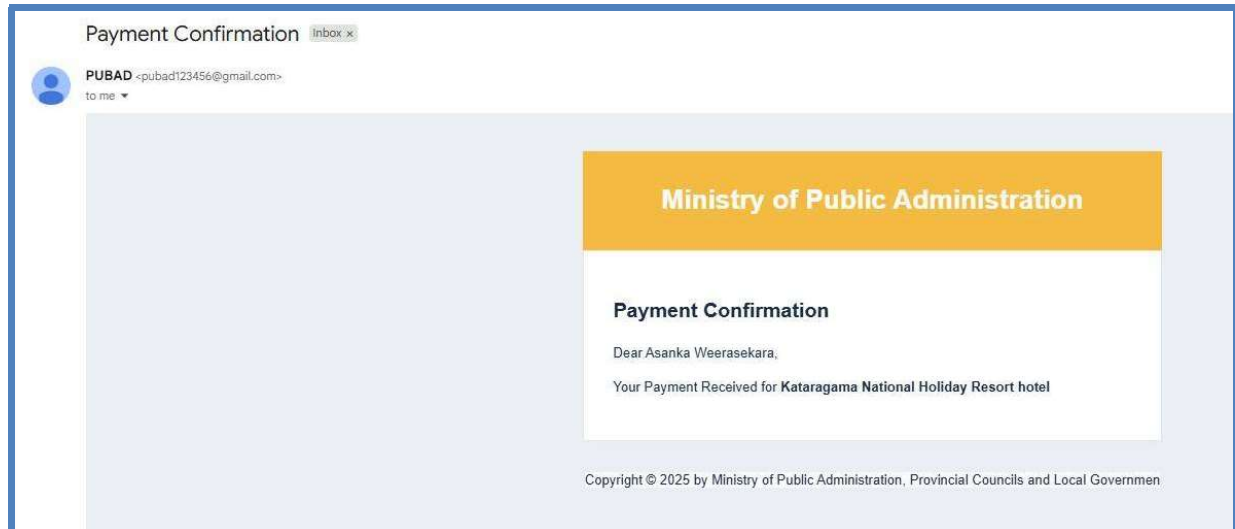 Payment Confirmation Inbox x
PUBAD <pubad123456@gmail.com>
to me
Ministry of Public Administration
Payment Confirmation
Dear Asanka Weerasekara,
Your Payment Received for Kataragama National Holiday Resort hotel
Copyright © 2025 by Ministry of Public Administration, Provincial Councils and Local Governmen